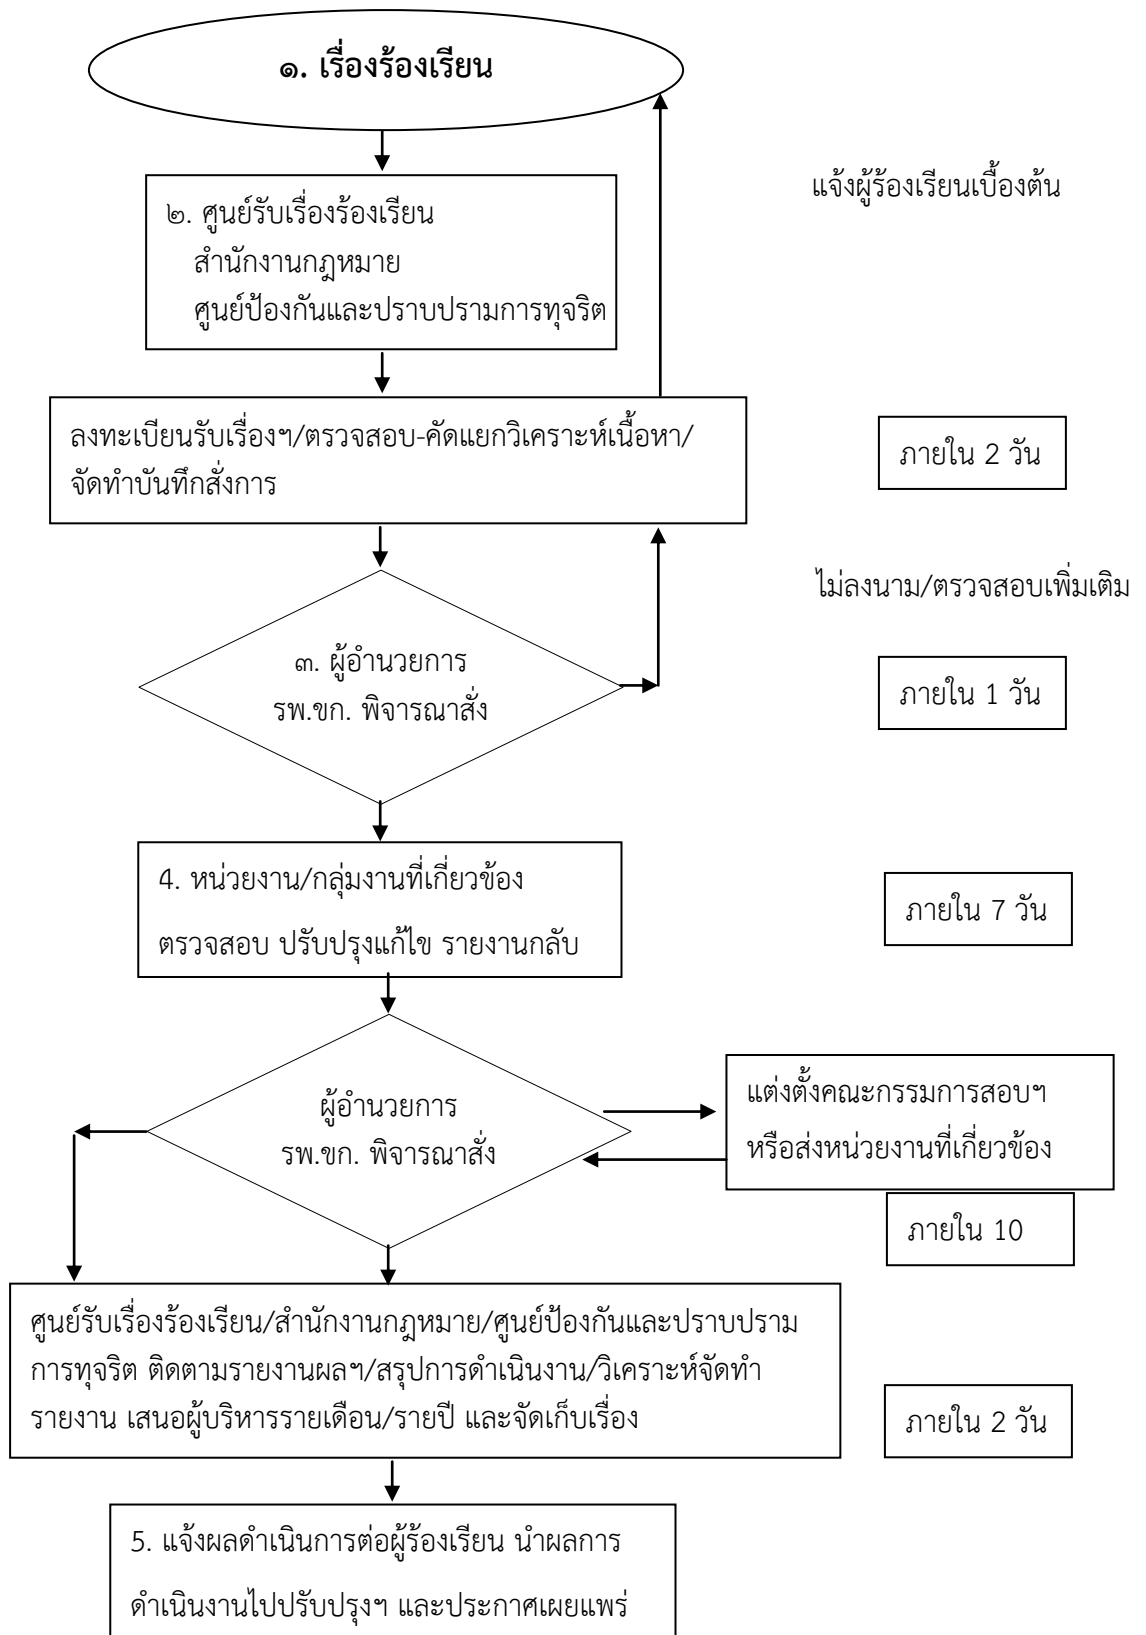 ๑. เรื่องร้องเรียน
แจ้งผู้ร้องเรียนเบื้องต้น
๒. ศูนย์รับเรื่องร้องเรียน
สำนักงานกฎหมาย
ศูนย์ป้องกันและปราบปรามการทุจริต
ลงทะเบียนรับเรื่องฯ/ตรวจสอบ-คัดแยกวิเคราะห์เนื้อหา/
จัดทำบันทึกสั่งการ
ภายใน 2 วัน
ไม่ลงนาม/ตรวจสอบเพิ่มเติม
๓. ผู้อำนวยการ
รพ.ขก. พิจารณาสั่ง
ภายใน 1 วัน
4. หน่วยงาน/กลุ่มงานที่เกี่ยวข้อง
ตรวจสอบ ปรับปรุงแก้ไข รายงานกลับ
ภายใน 7 วัน
ผู้อำนวยการ
รพ.ขก. พิจารณาสั่ง
แต่งตั้งคณะกรรมการสอบฯ
หรือส่งหน่วยงานที่เกี่ยวข้อง
ภายใน 10
ศูนย์รับเรื่องร้องเรียน/สำนักงานกฎหมาย/ศูนย์ป้องกันและปราบปราม
การทุจริต ติดตามรายงานผลฯ/สรุปการดำเนินงาน/วิเคราะห์จัดทำ
รายงาน เสนอผู้บริหารรายเดือน/รายปี และจัดเก็บเรื่อง
ภายใน 2 วัน
5. แจ้งผลดำเนินการต่อผู้ร้องเรียน นำผลการ
ดำเนินงานไปปรับปรุงฯ และประกาศเผยแพร่